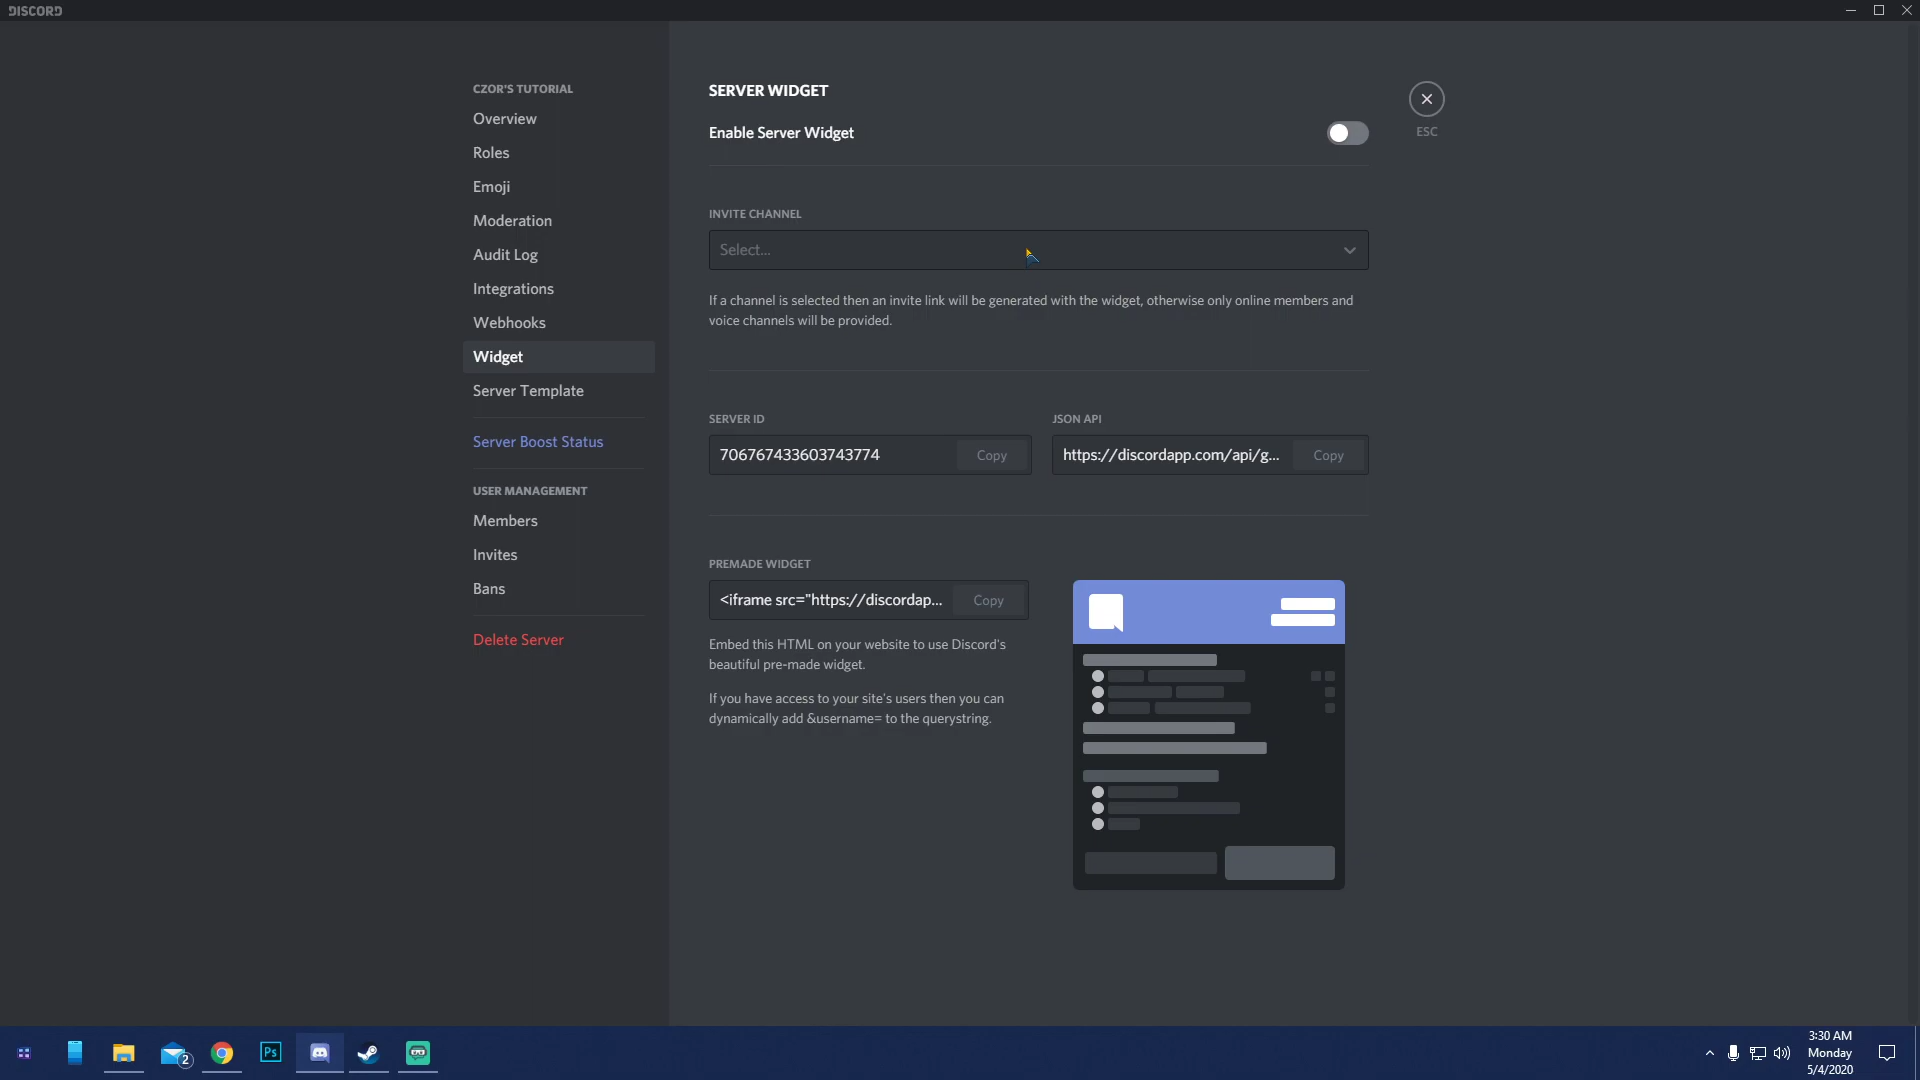 DISCORD
CZOR'S TUTORIAL
Overview
Roles
Emoji
Moderation
Audit Log
Integrations
Webhooks
Widget
Server Template
Server Boost Status
USER MANAGEMENT
Members
Invites
Bans
Delete Server
SERVER WIDGET
Enable Server Widget
ESC
INVITE CHANNEL
Select...
If a channel is selected then an invite link will be generated with the widget, otherwise only online members and
voice channels will be provided.
SERVER ID
706767433603743774 Copy
JSON API
https://discordapp.com/api/g... Copy
PREMADE WIDGET
<iframe src="https://discordap... Copy
Embed this HTML on your website to use Discord's
beautiful pre-made widget.
If you have access to your site's users then you can
dynamically add &username= to the querystring.
2
Ps
3:30 AM
Monday
5/4/2020